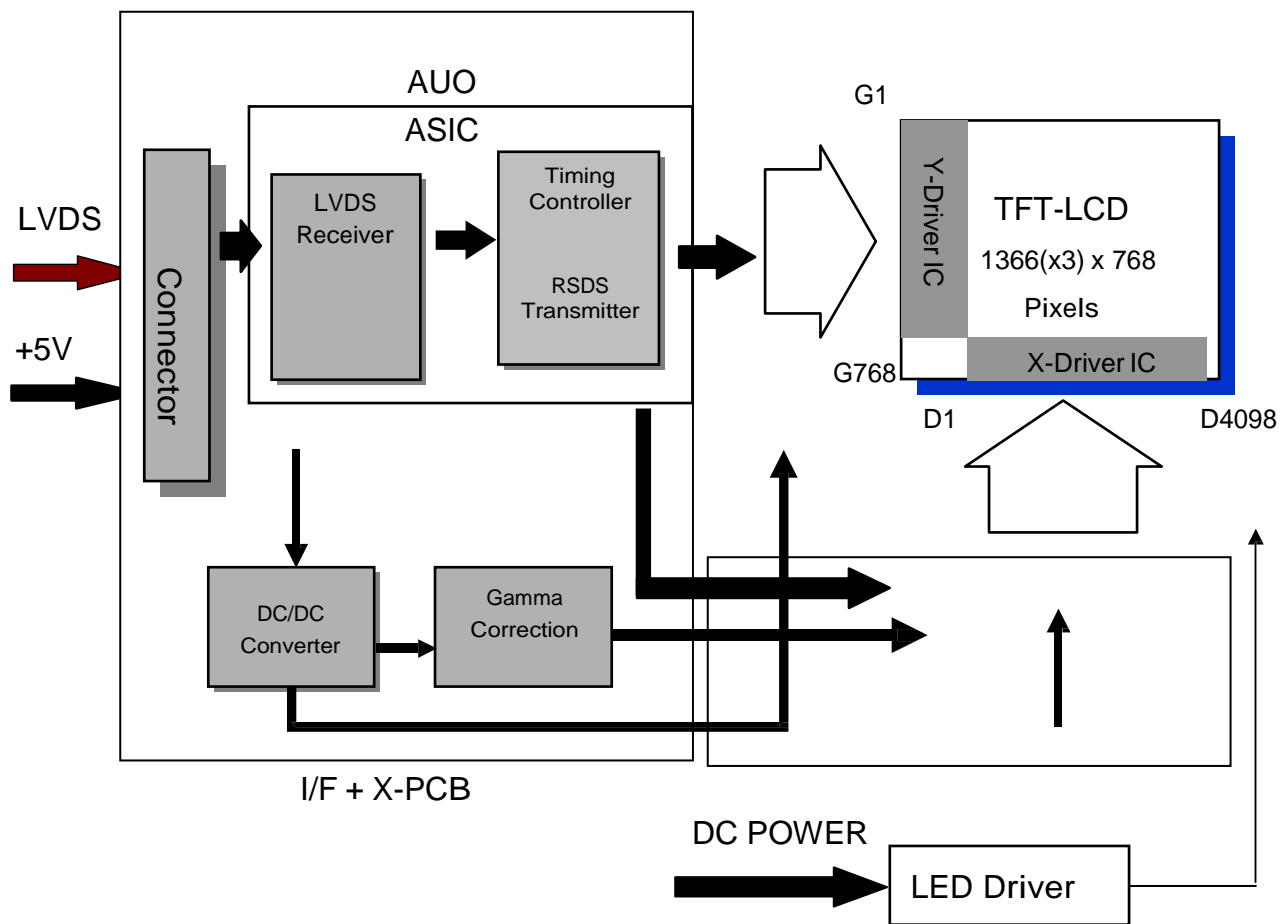 AUO
ASIC
G1
LVDS
+5V
Connector
LVDS
Receiver
Timing
Controller
RSDS
Transmitter
Y-Driver IC
TFT-LCD
1366(x3) x 768
Pixels
X-Driver IC
G768
D1
D4098
DC/DC
Converter
Gamma
Correction
I/F + X-PCB
DC POWER
LED Driver